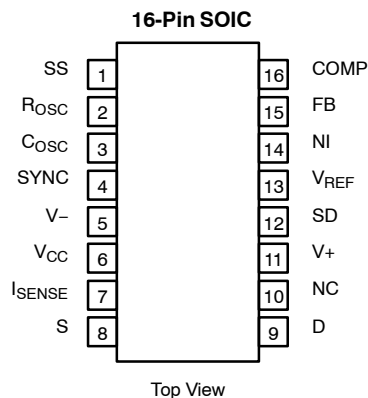 16-Pin SOIC
SS 1 16 COMP
ROSC 2 15 FB
COSC 3 14 NI
SYNC 4 13 VREF
V− 5 12 SD
VCC 6 11 V+
ISENSE 7 10 NC
S 8 9 D
Top View